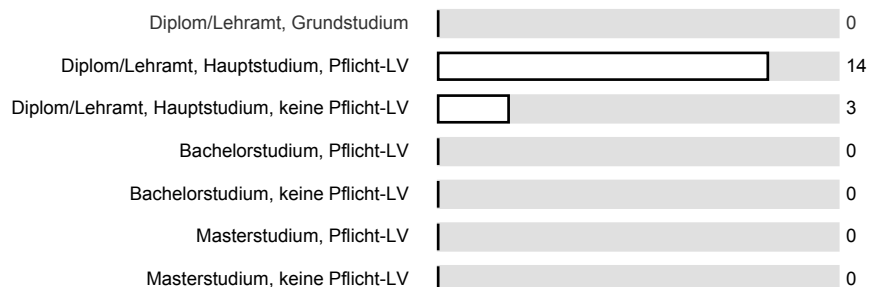 Diplom/Lehramt, Grundstudium 0
Diplom/Lehramt, Hauptstudium, Pflicht-LV 14
Diplom/Lehramt, Hauptstudium, keine Pflicht-LV 3
Bachelorstudium, Pflicht-LV 0
Bachelorstudium, keine Pflicht-LV 0
Masterstudium, Pflicht-LV 0
Masterstudium, keine Pflicht-LV 0